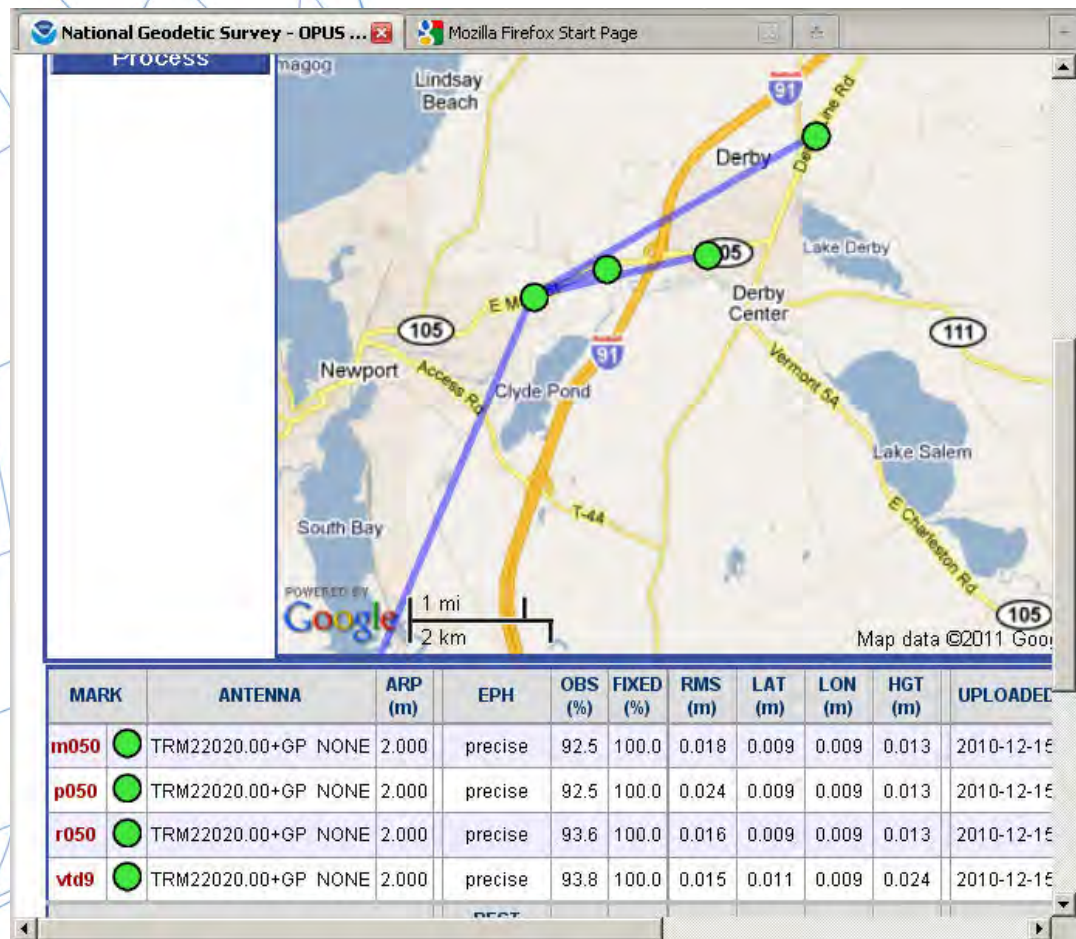 National Geodetic Survey - OPUS ...
Mozilla Firefox Start Page
Process
magog
Lindsay
Beach
91
Line Rd
Derby
Lake Derby
05
E M
Derby
Center
105
111
91
Newport
Access Rd
Clyde Pond
Vermont 5A
Lake Salem
T-44
South Bay
E Charleston Rd
POWERED BY
Google
1 mi
2 km
105
Map data ©2011 Goo
MARK ANTENNA ARP (m) EPH OBS (%) FIXED (%) RMS (m) LAT (m) LON (m) HGT (m) UPLOADED
m050 TRM22020.00+GP NONE 2.000 precise 92.5 100.0 0.018 0.009 0.009 0.013 2010-12-15
p050 TRM22020.00+GP NONE 2.000 precise 92.5 100.0 0.024 0.009 0.009 0.013 2010-12-15
r050 TRM22020.00+GP NONE 2.000 precise 93.6 100.0 0.016 0.009 0.009 0.013 2010-12-15
vtd9 TRM22020.00+GP NONE 2.000 precise 93.8 100.0 0.015 0.011 0.009 0.024 2010-12-15